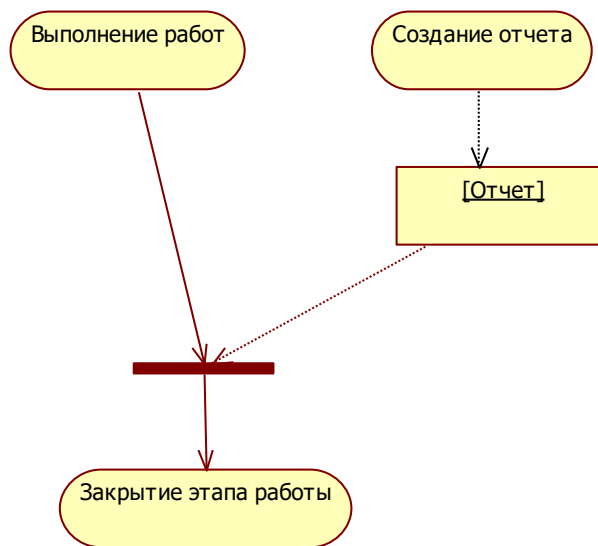 Выполнение работ
Создание отчета
[Отчет]
Закрытие этапа работы